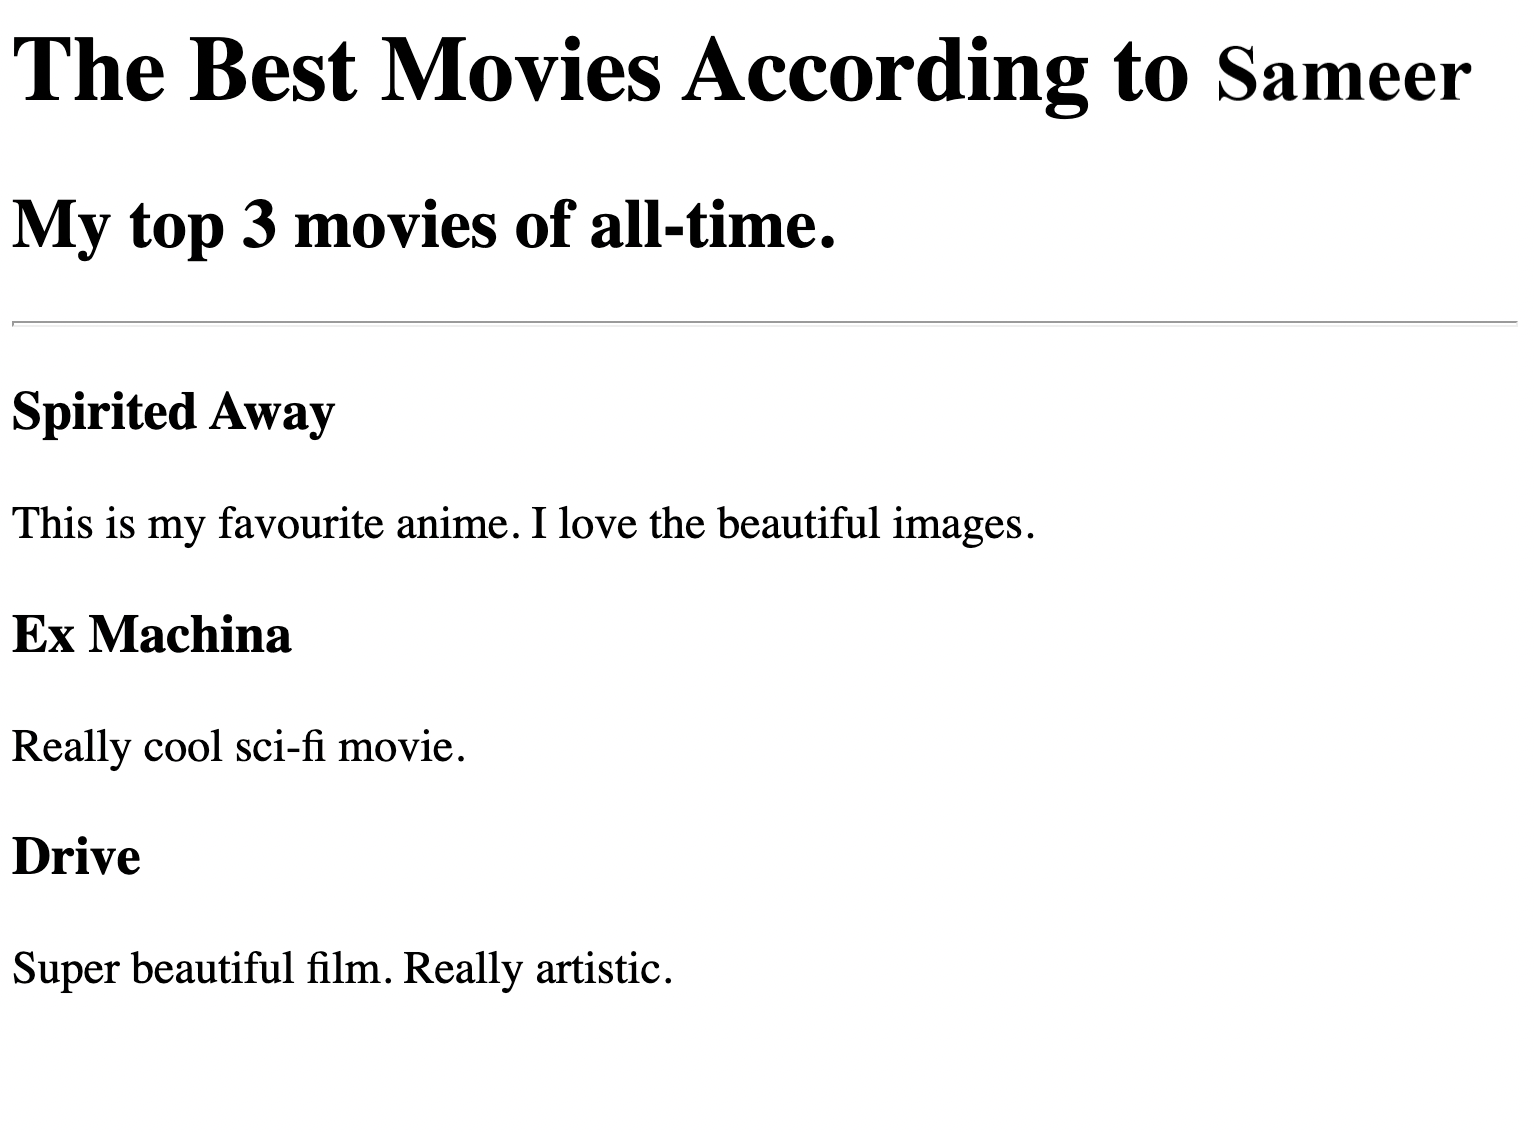 The Best Movies According to Sameer
My top 3 movies of all-time.
Spirited Away
This is my favourite anime. I love the beautiful images.
Ex Machina
Really cool sci-fi movie.
Drive
Super beautiful film. Really artistic.